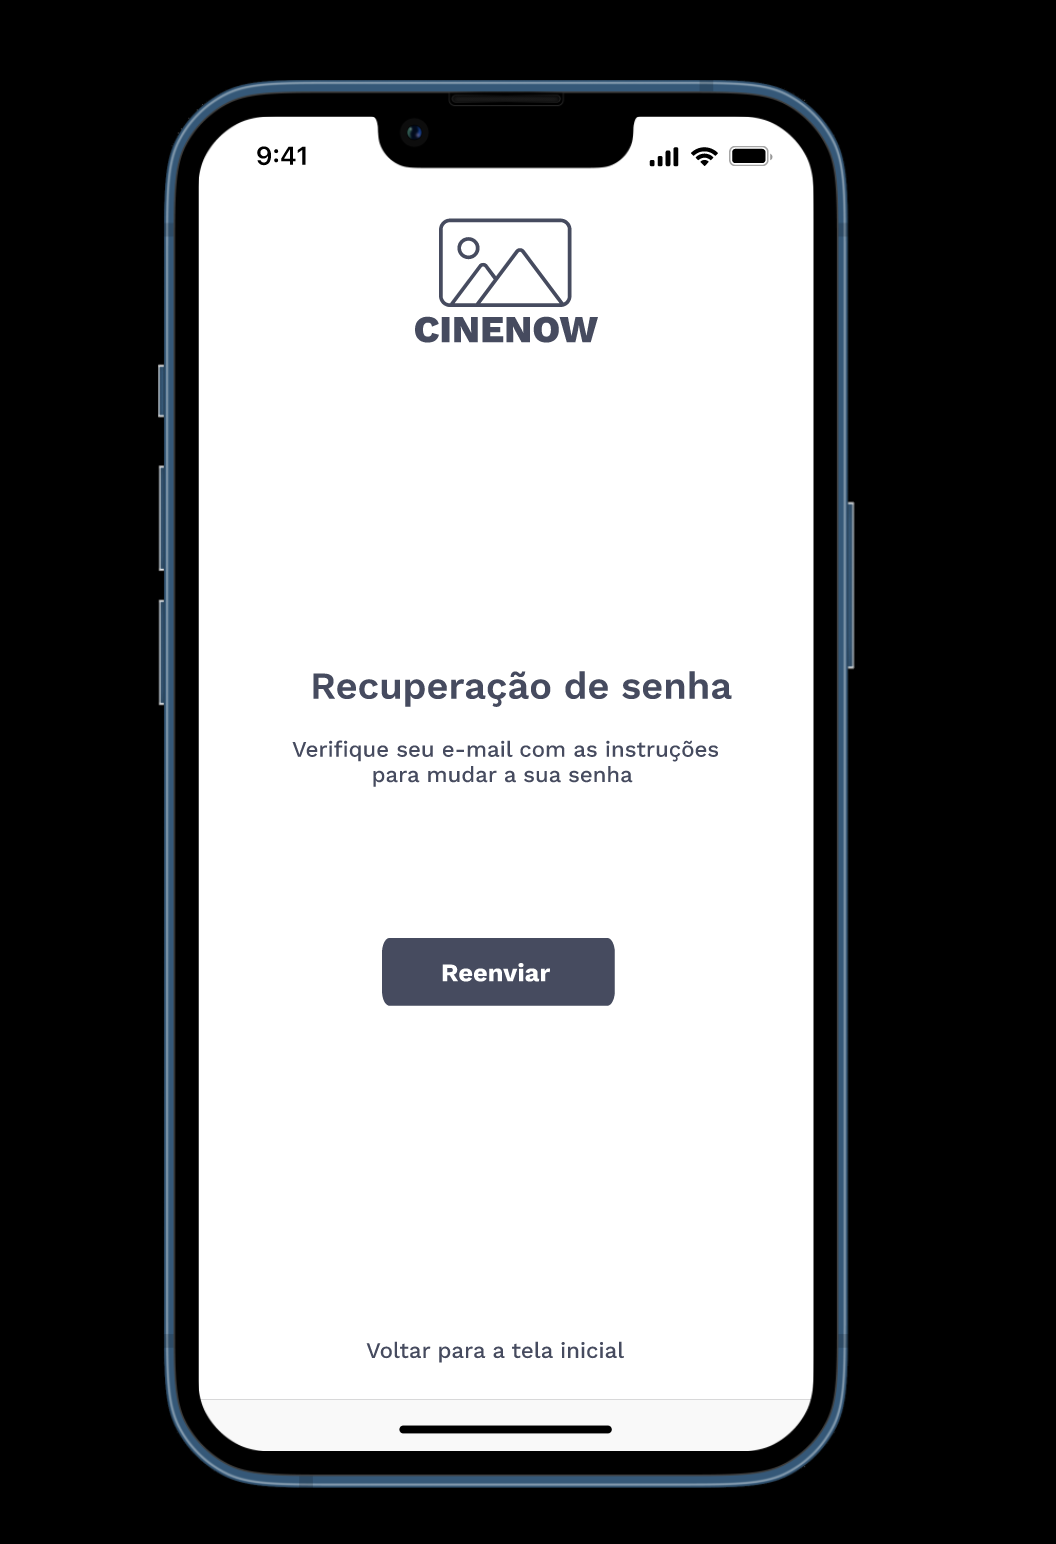 9:41
CINENOW
Recuperação de senha
Verifique seu e-mail com as instruções
para mudar a sua senha
Reenviar
Voltar para a tela inicial